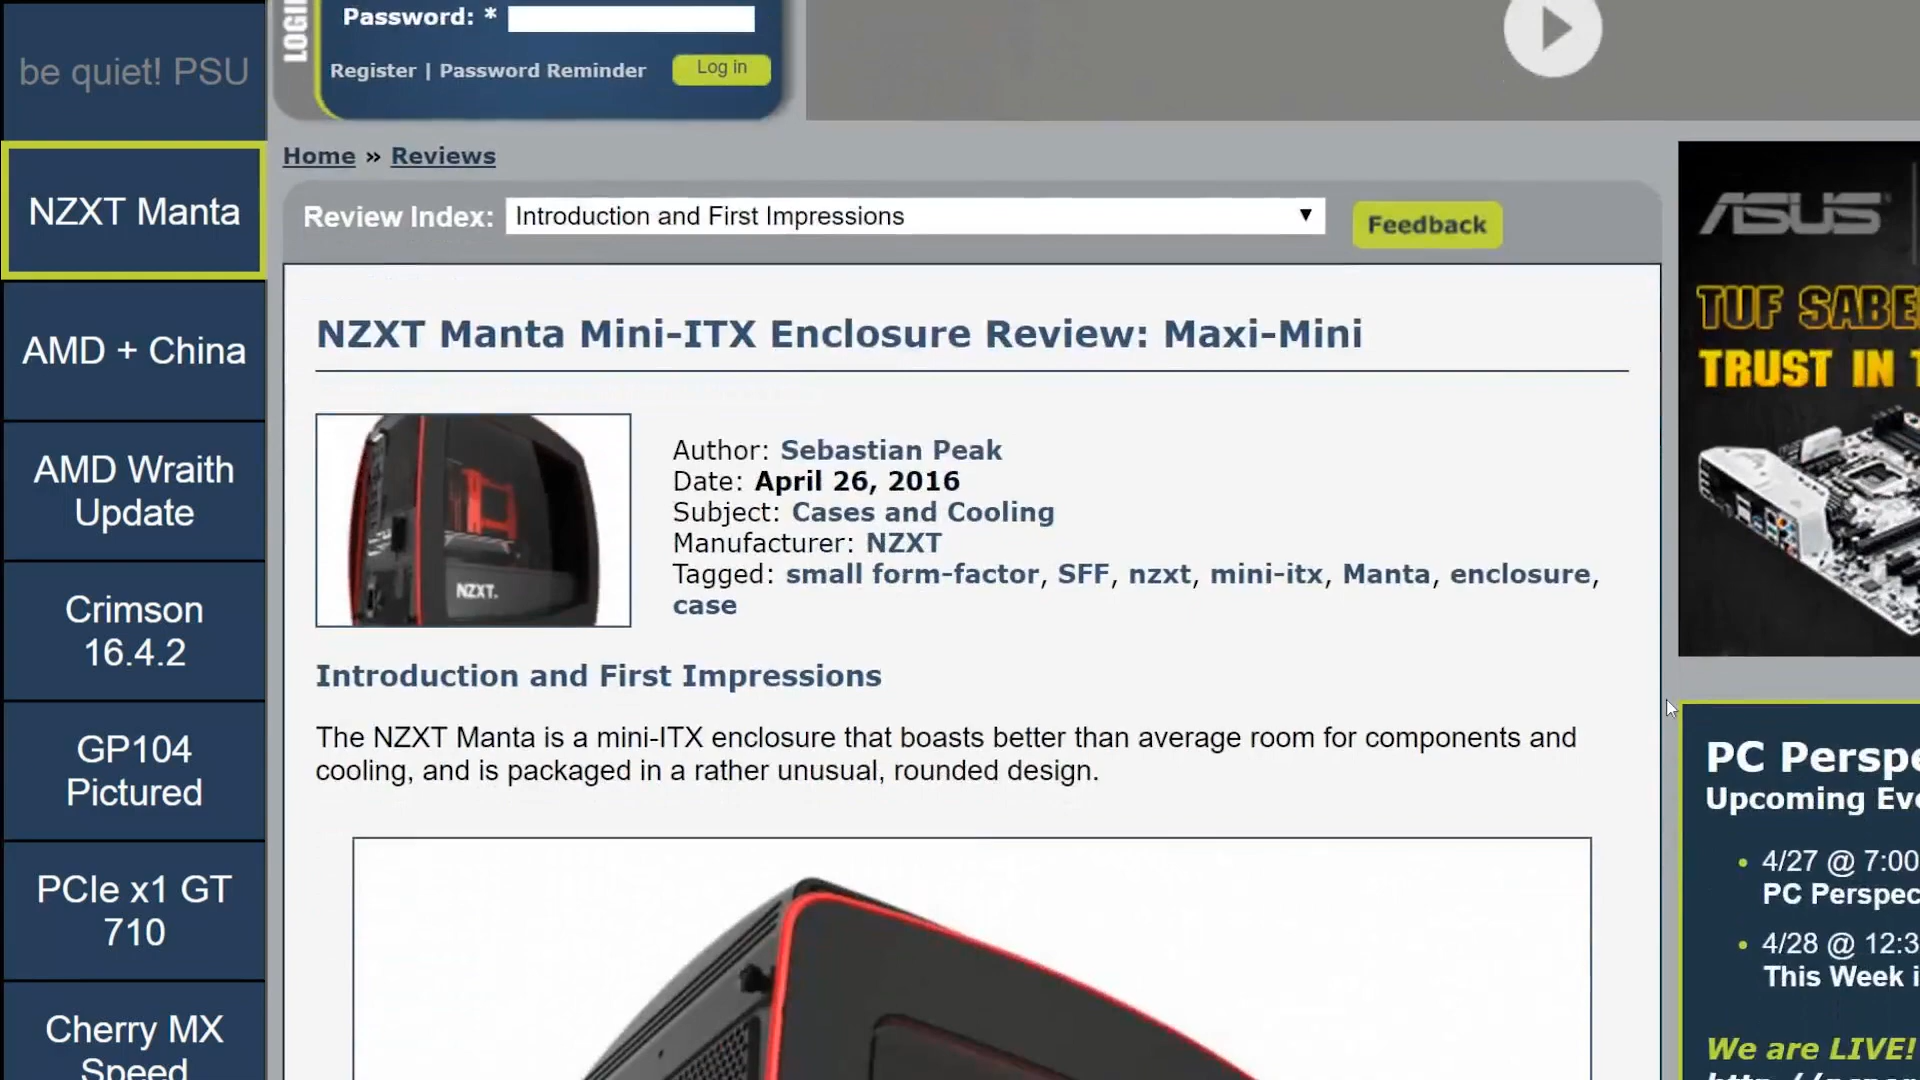 be quiet! PSU
NZXT Manta
AMD + China
AMD Wraith
Update
Crimson
16.4.2
GP104
Pictured
PCIe x1 GT
710
Cherry MX
Speed
LOGIN
Password: *
Register | Password Reminder
Log in
Home » Reviews
Review Index:
Introduction and First Impressions
Feedback
NZXT Manta Mini-ITX Enclosure Review: Maxi-Mini
NZXT.
Author: Sebastian Peak
Date: April 26, 2016
Subject: Cases and Cooling
Manufacturer: NZXT
Tagged: small form-factor, SFF, nzxt, mini-itx, Manta, enclosure,
case
Introduction and First Impressions
The NZXT Manta is a mini-ITX enclosure that boasts better than average room for components and
cooling, and is packaged in a rather unusual, rounded design.
ASUS
TUF SABE
TRUST IN T
PC Perspe
Upcoming Eve
4/27 @ 7:00
PC Perspec
4/28 @ 12:3
This Week i
We are LIVE!